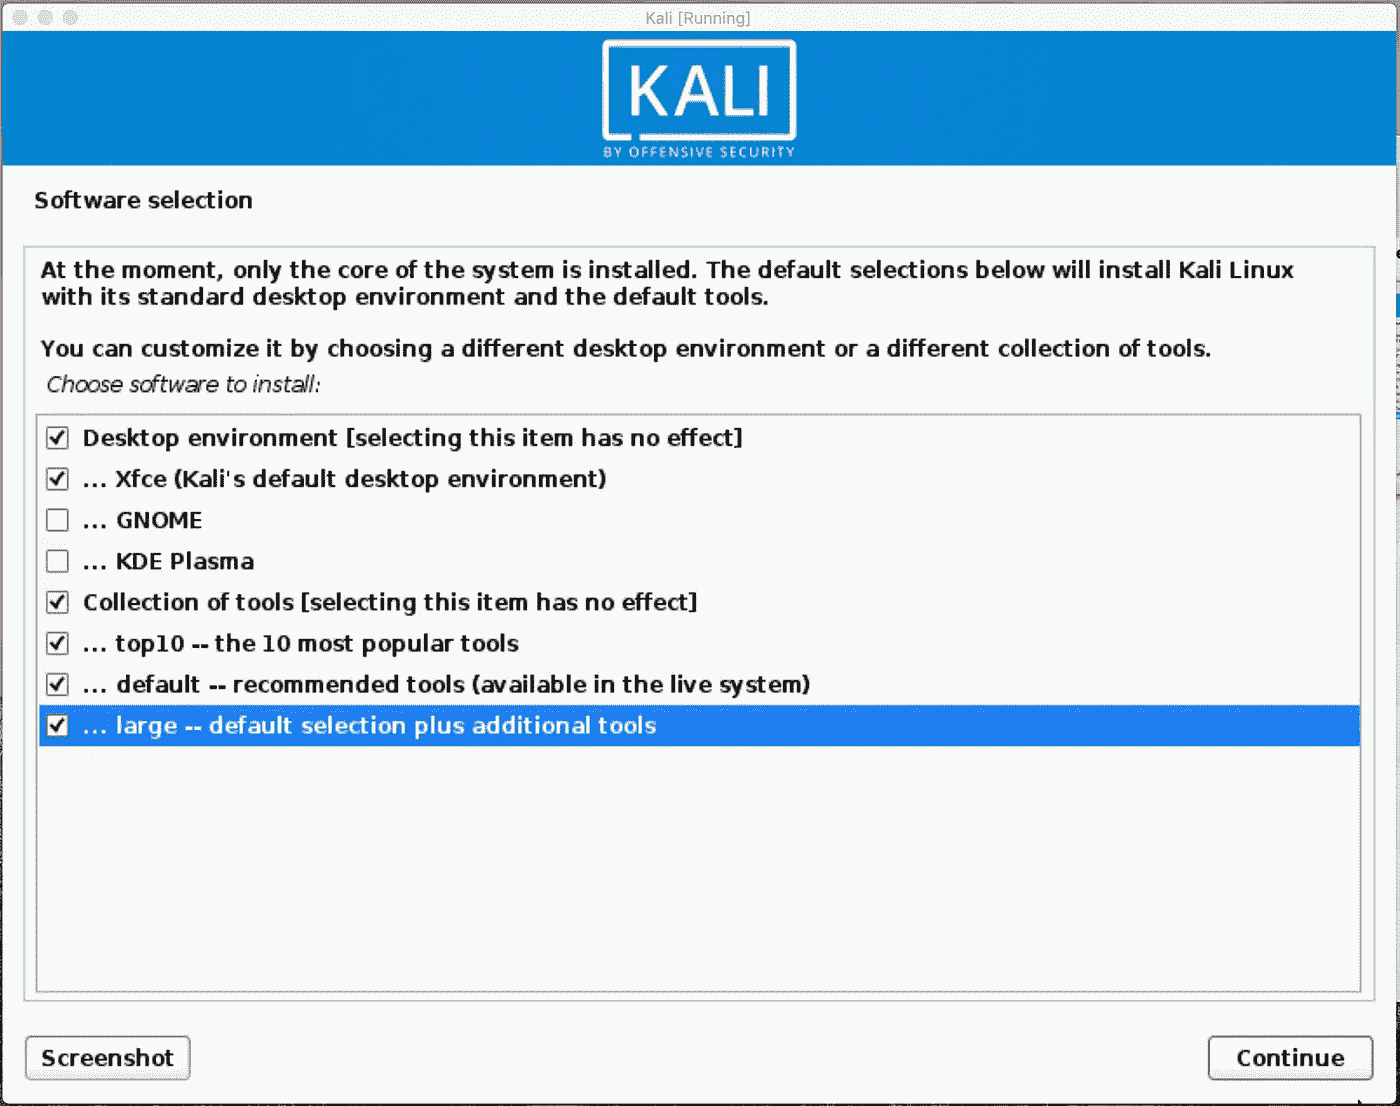 Kali [Running]
KALI
BY OFFENSIVE SECURITY
Software selection
At the moment, only the core of the system is installed. The default selections below will install Kali Linux
with its standard desktop environment and the default tools.
You can customize it by choosing a different desktop environment or a different collection of tools.
Choose software to install:
Desktop environment [selecting this item has no effect]
... Xfce (Kali's default desktop environment)
... GNOME
... KDE Plasma
Collection of tools [selecting this item has no effect]
... top10 -- the 10 most popular tools
... default -- recommended tools (available in the live system)
... large -- default selection plus additional tools
Screenshot
Continue